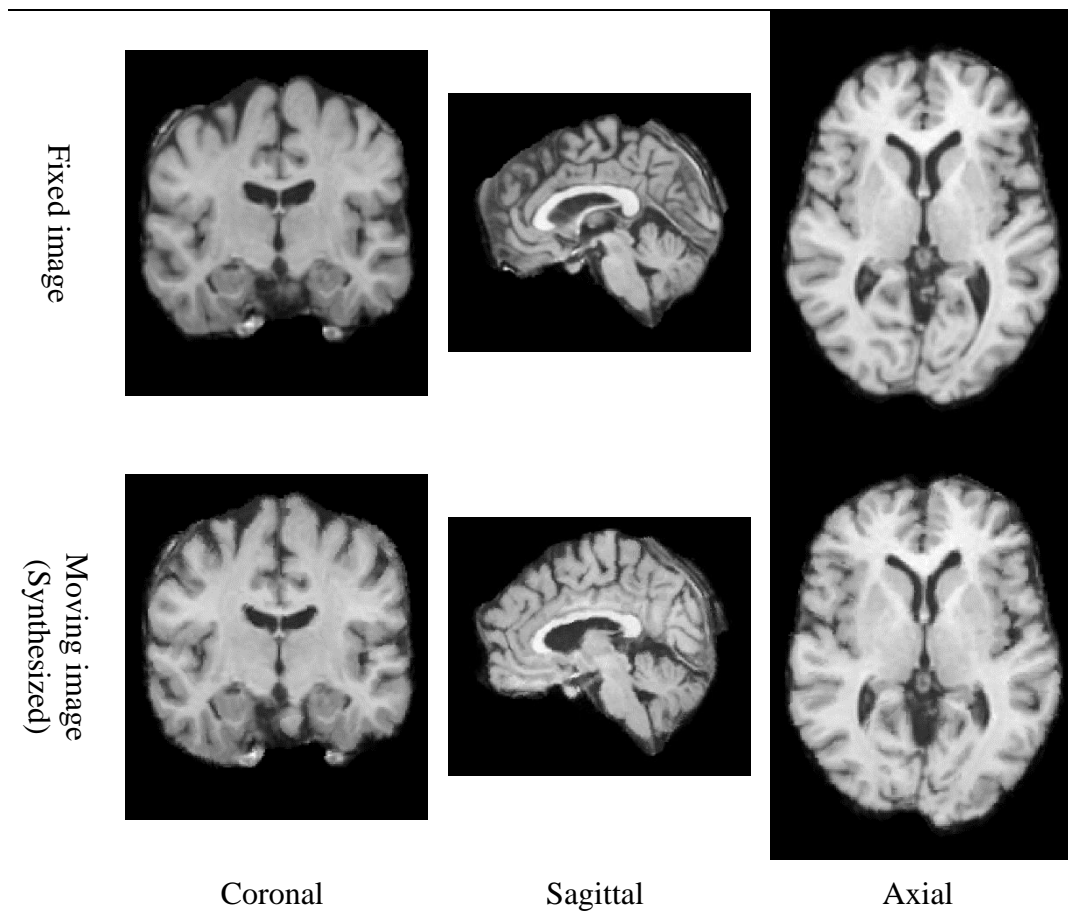 Fixed image
Moving image
(Synthesized)
Coronal
Sagittal
Axial